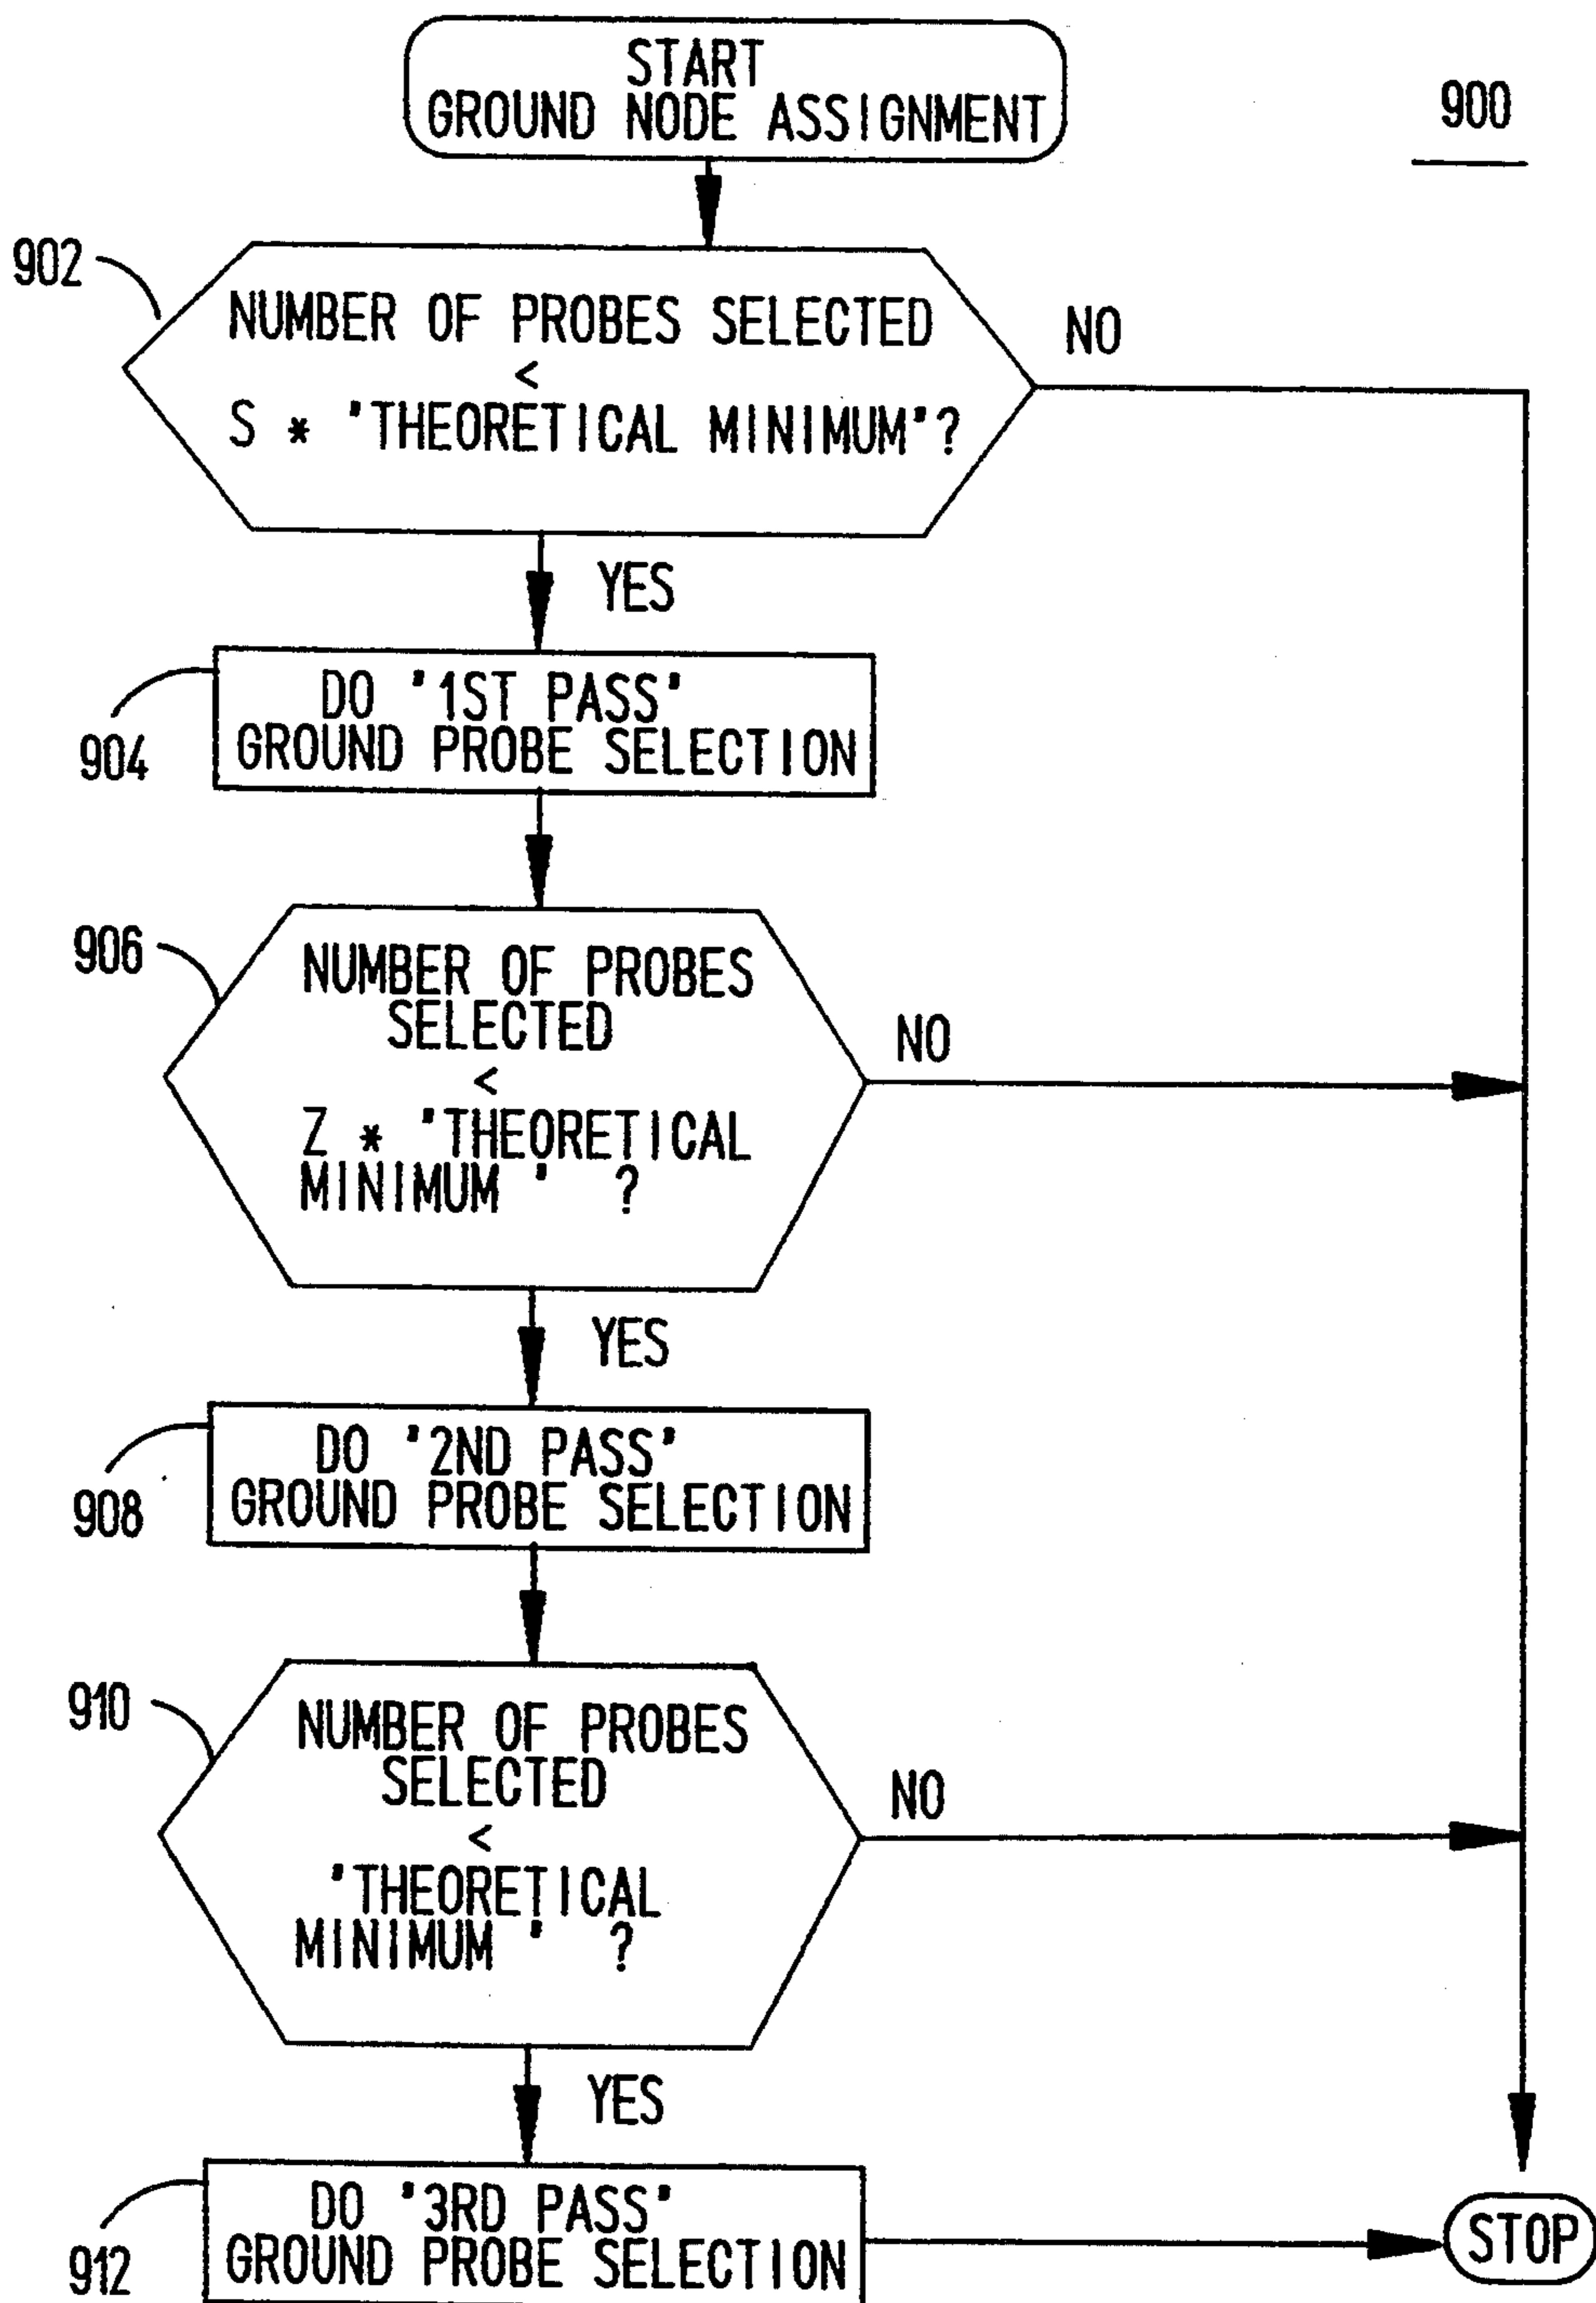 START
GROUND NODE ASSIGNMENT
900
902
NUMBER OF PROBES SELECTED
<
S * "THEORETICAL MINIMUM"?
NO
YES
904
DO "1ST PASS"
GROUND PROBE SELECTION
906
NUMBER OF PROBES
SELECTED
<
Z * "THEORETICAL
MINIMUM " ?
NO
YES
908
DO "2ND PASS"
GROUND PROBE SELECTION
910
NUMBER OF PROBES
SELECTED
<
"THEORETICAL
MINIMUM " ?
NO
YES
912
DO "3RD PASS"
GROUND PROBE SELECTION
STOP